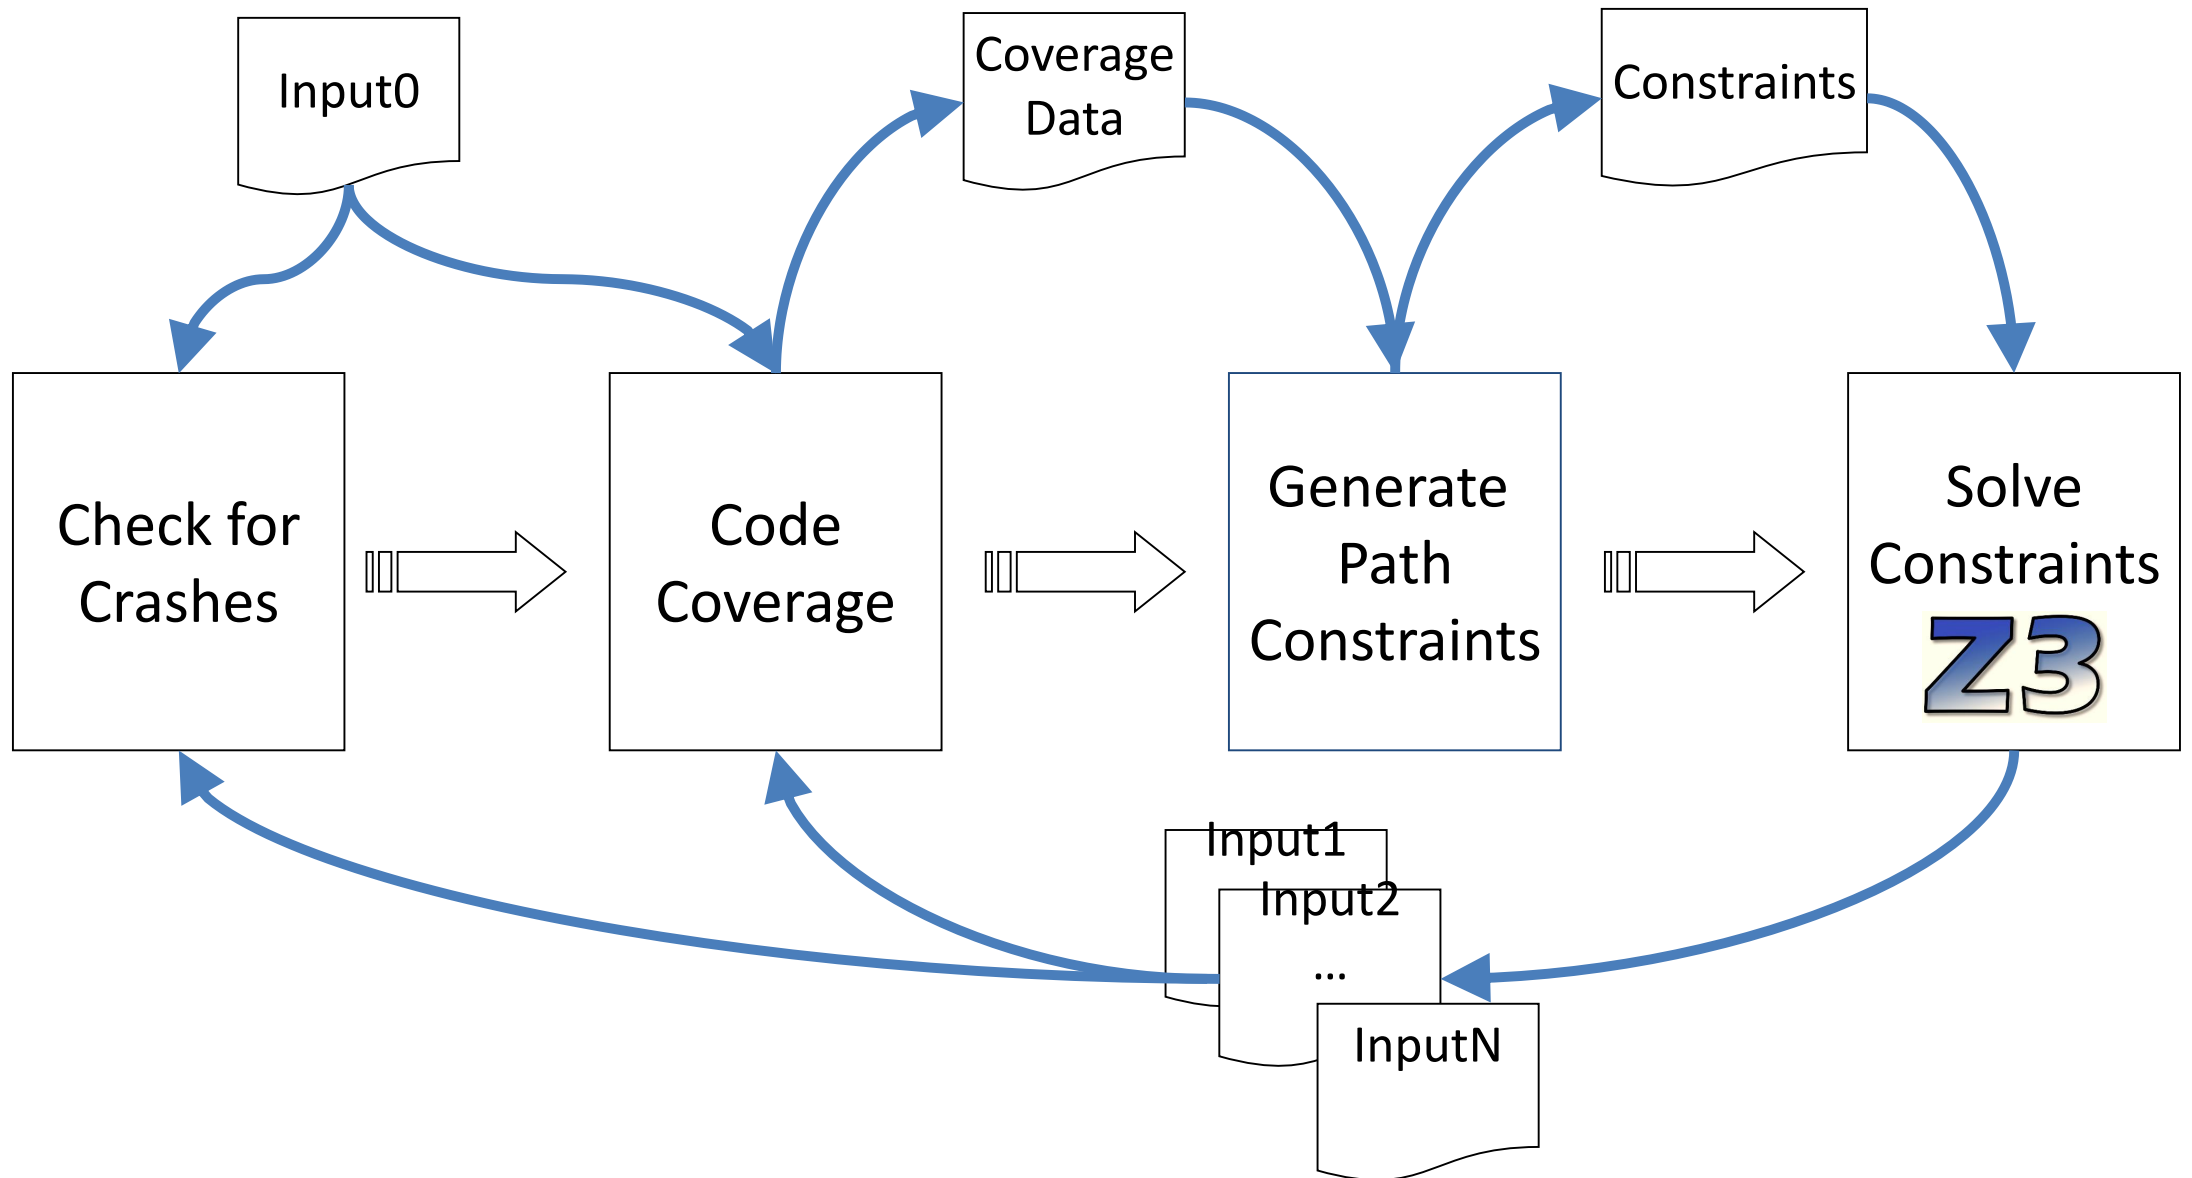 Input0
Coverage
Data
Constraints
Check for
Crashes
Code
Coverage
Generate
Path
Constraints
Solve
Constraints
Z3
Input1
Input2
...
InputN